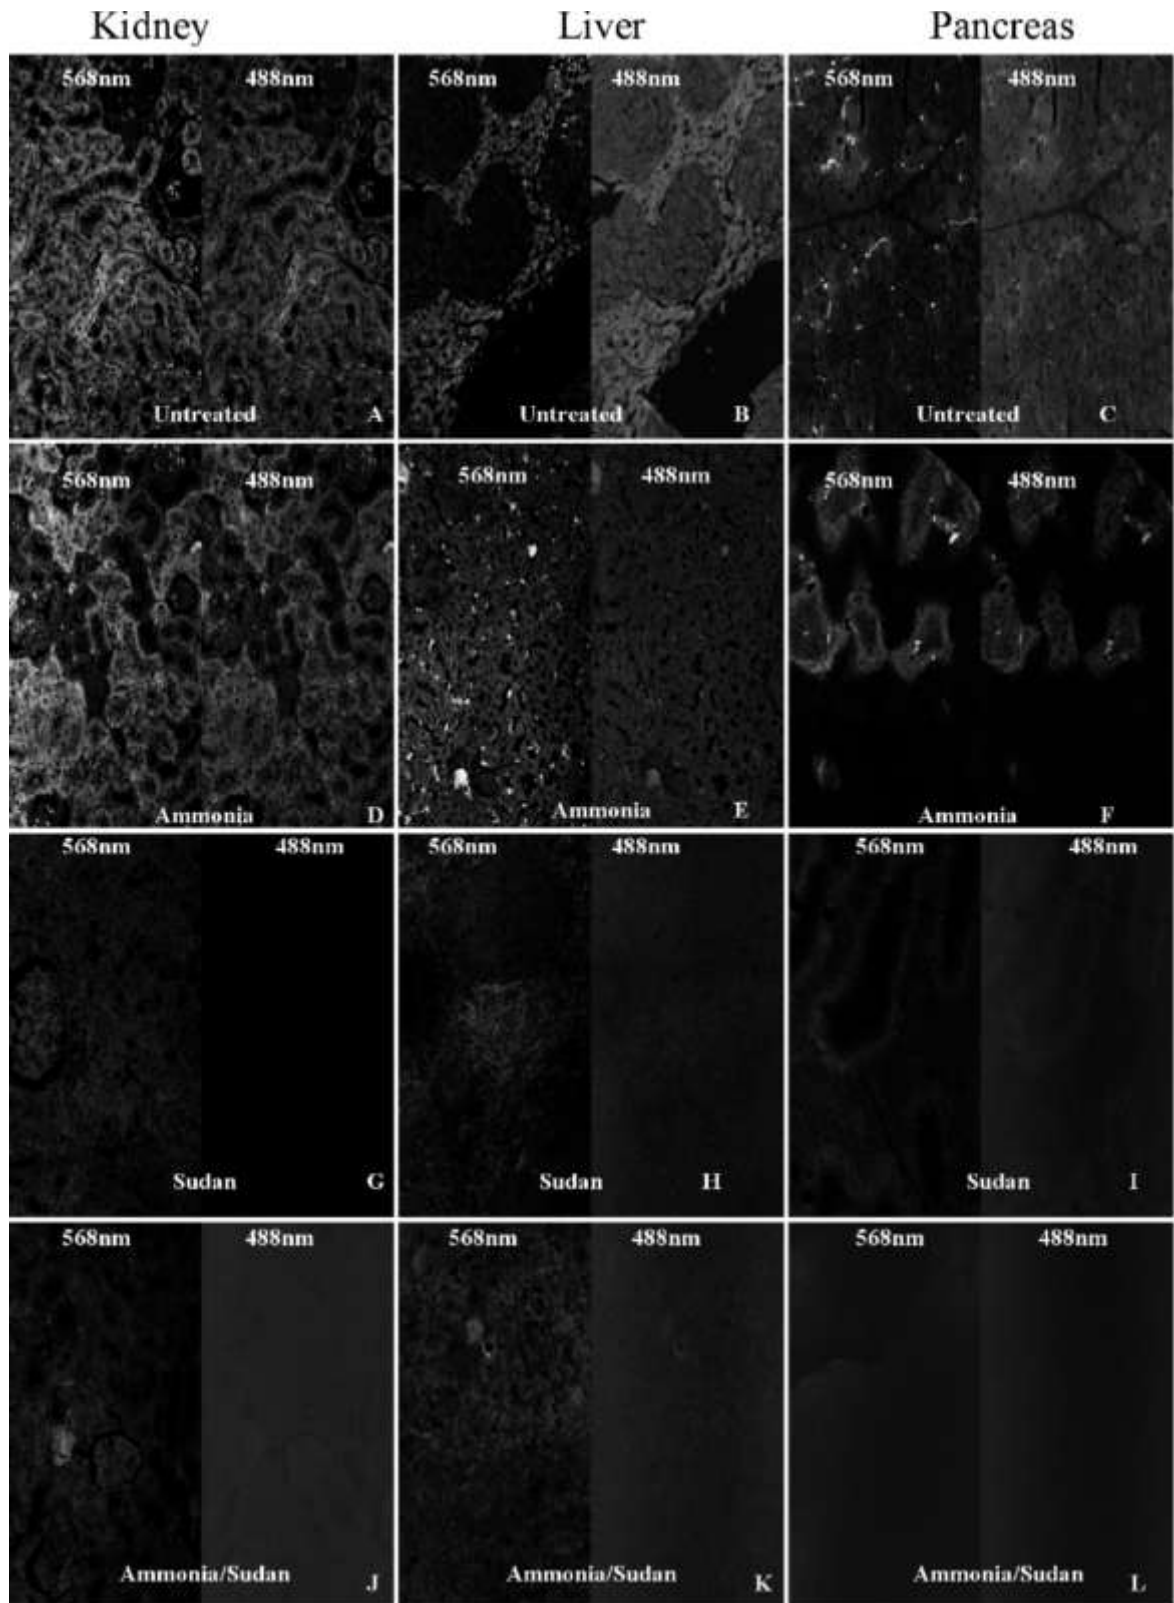 Kidney Liver Pancreas
568nm 488nm 568nm 488nm 568nm 488nm
Untreated A Untreated B Untreated C
568nm 488nm 568nm 488nm 568nm 488nm
Ammonia D Ammonia E Ammonia F
568nm 488nm 568nm 488nm 568nm 488nm
Sudan G Sudan H Sudan I
568nm 488nm 568nm 488nm 568nm 488nm
Ammonia/Sudan J Ammonia/Sudan K Ammonia/Sudan L